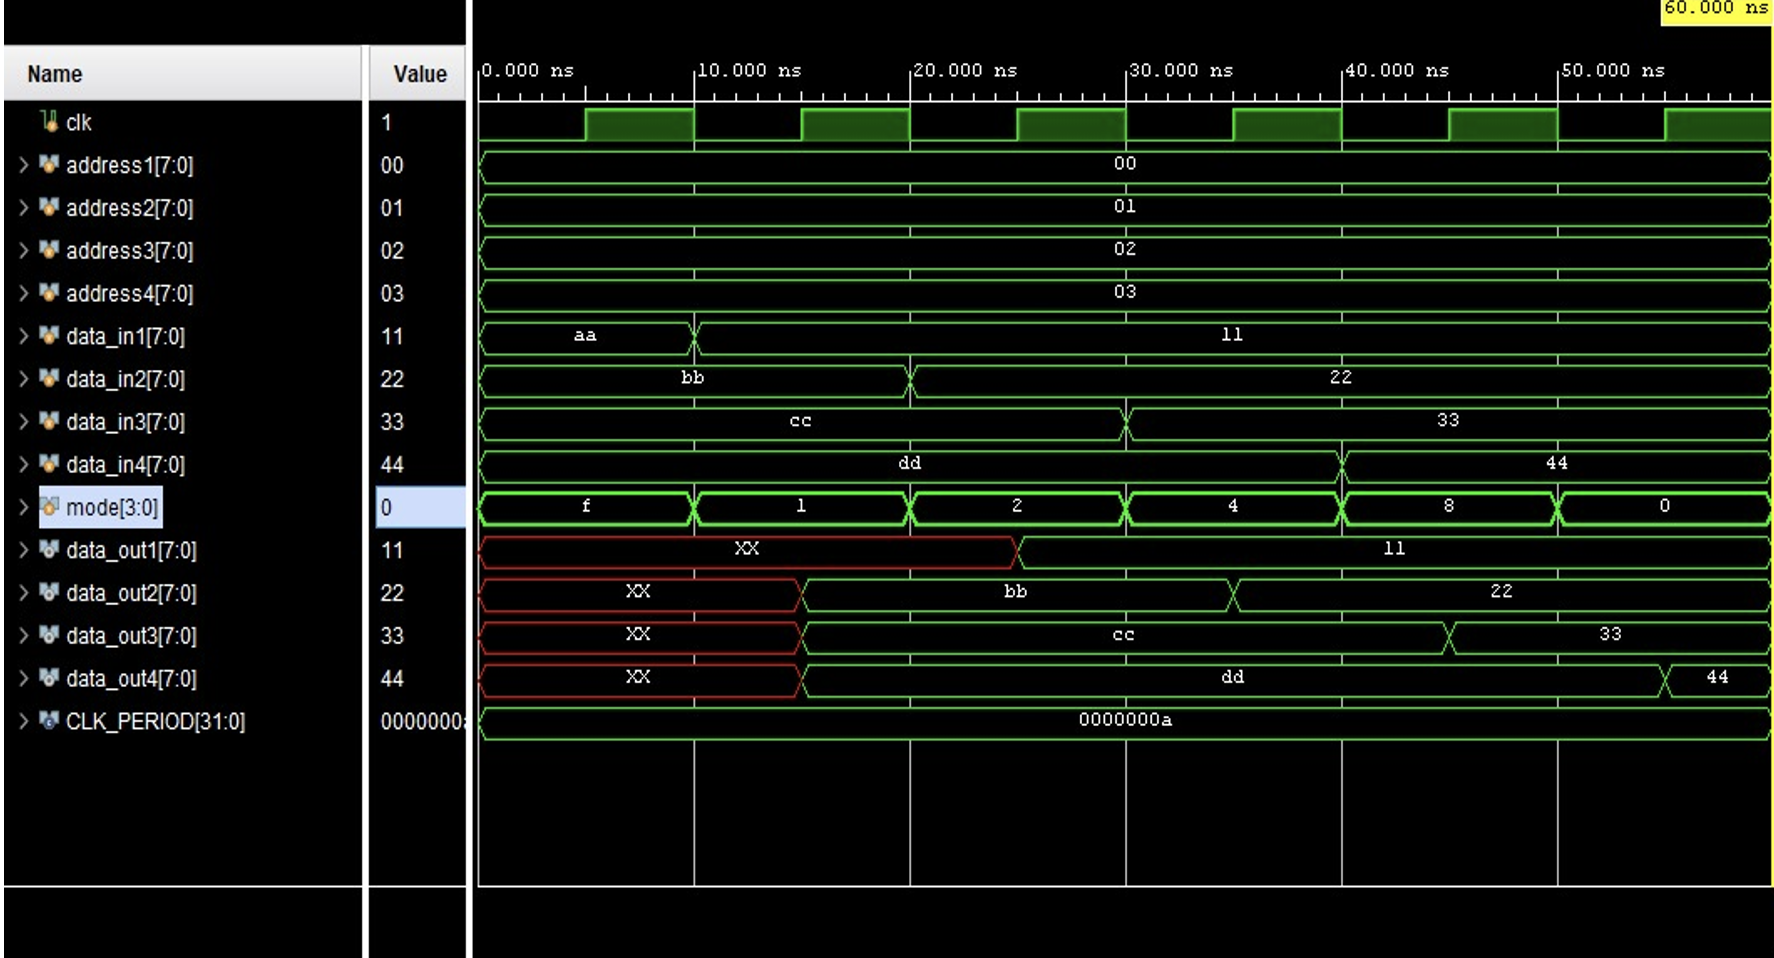 60.000 ns
Name Value 0.000 ns 10.000 ns 20.000 ns 30.000 ns 40.000 ns 50.000 ns
clk 1
address1[7:0] 00 00
address2[7:0] 01 01
address3[7:0] 02 02
address4[7:0] 03 03
data_in1[7:0] 11 aa 11
data_in2[7:0] 22 bb 22
data_in3[7:0] 33 cc 33
data_in4[7:0] 44 dd 44
mode[3:0] 0 f 1 2 4 8 0
data_out1[7:0] 11 XX 11
data_out2[7:0] 22 XX bb 22
data_out3[7:0] 33 XX cc 33
data_out4[7:0] 44 XX dd 44
CLK_PERIOD[31:0] 0000000a 0000000a